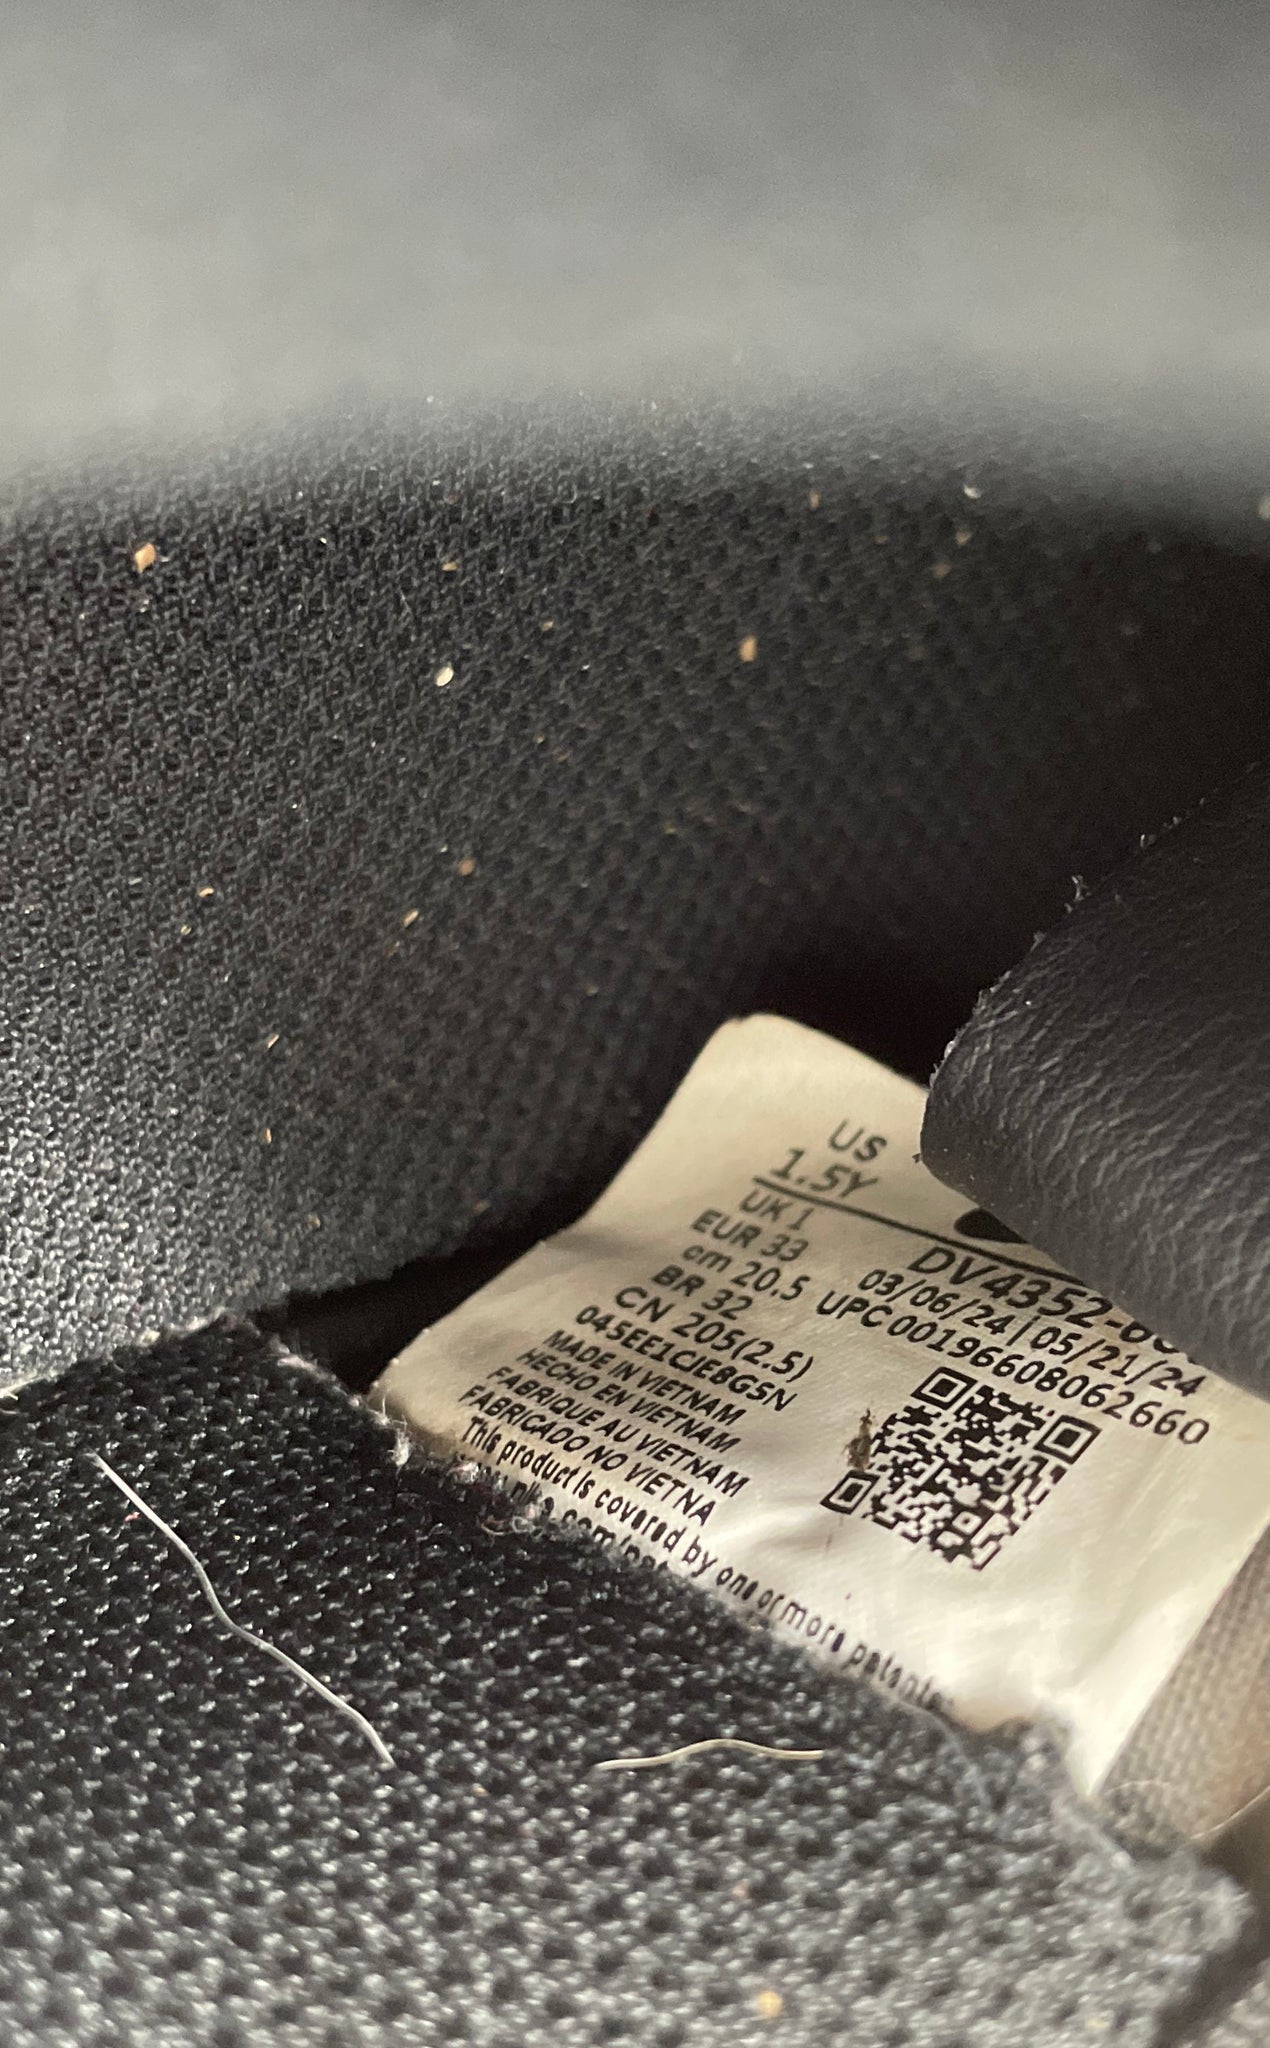 US
1.5Y
UK 1
EUR 33
cm 20.5
BR 32
CN 205(2.5)
045EE1CJE8GSN
MADE IN VIETNAM
HECHO EN VIETNAM
FABRIQUE AU VIETNAM
FABRICADO NO VIETNA
This product is covered by one or more patents
DV4352-
03/06/24|05/21/24
UPC00196608062660